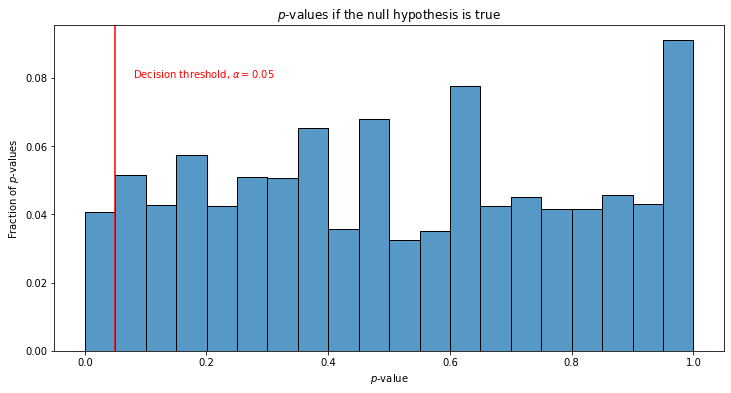 p-values if the null hypothesis is true
Decision threshold, α = 0.05
Fraction of p-values
0.08
0.06
0.04
0.02
0.00
0.0 0.2 0.4 0.6 0.8 1.0
p-value